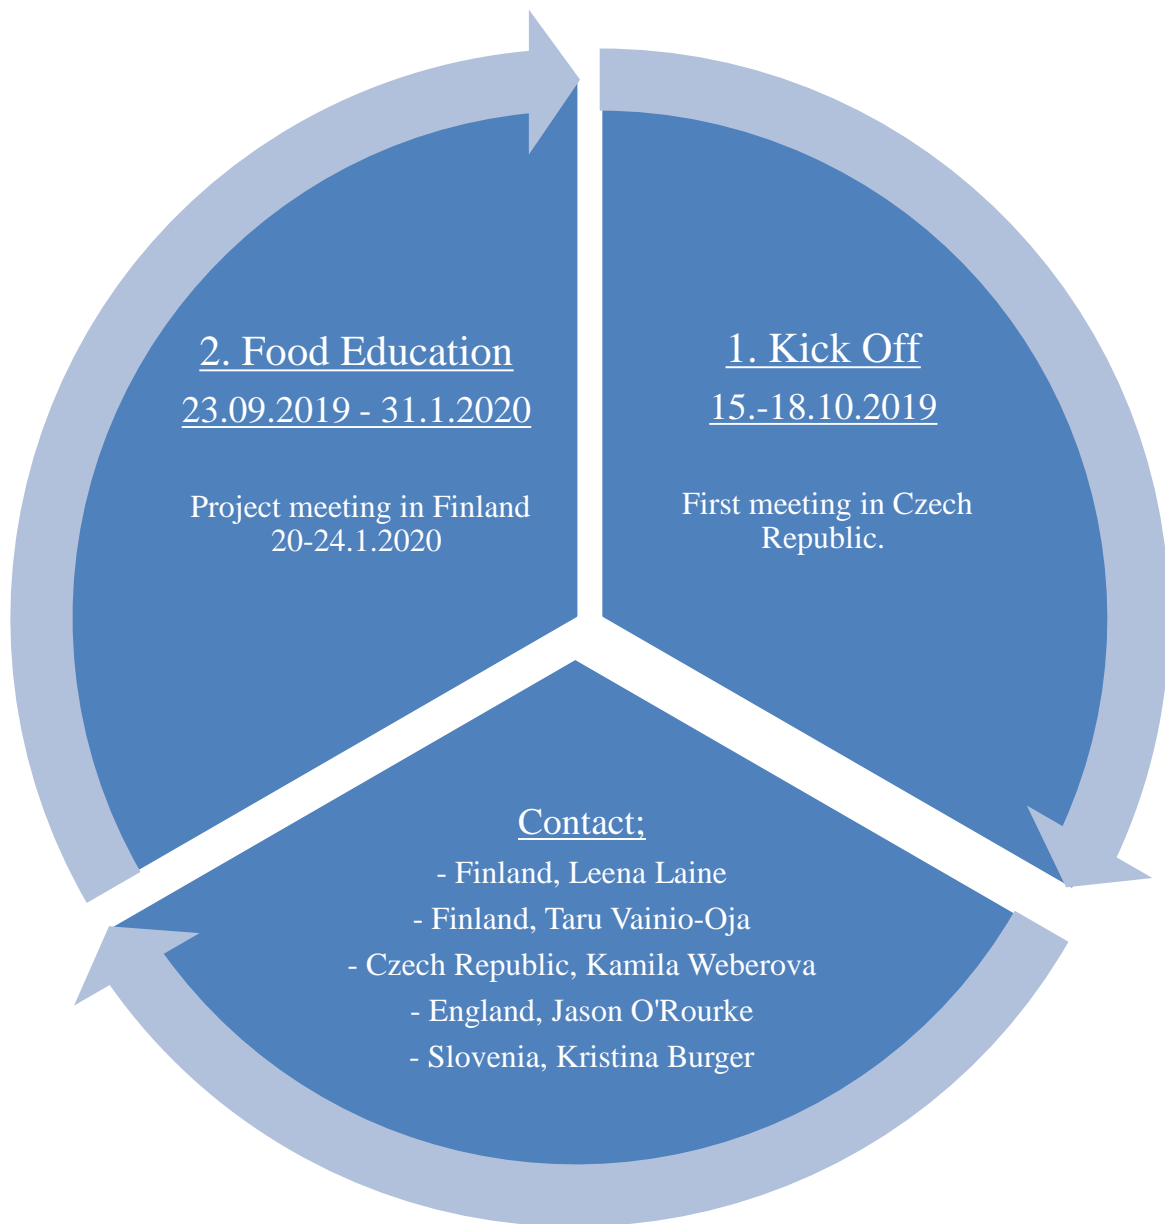 1. Kick Off
15.-18.10.2019
First meeting in Czech
Republic.
Contact;
- Finland, Leena Laine
- Finland, Taru Vainio-Oja
- Czech Republic, Kamila Weberova
- England, Jason O'Rourke
- Slovenia, Kristina Burger
2. Food Education
23.09.2019 - 31.1.2020
Project meeting in Finland
20-24.1.2020